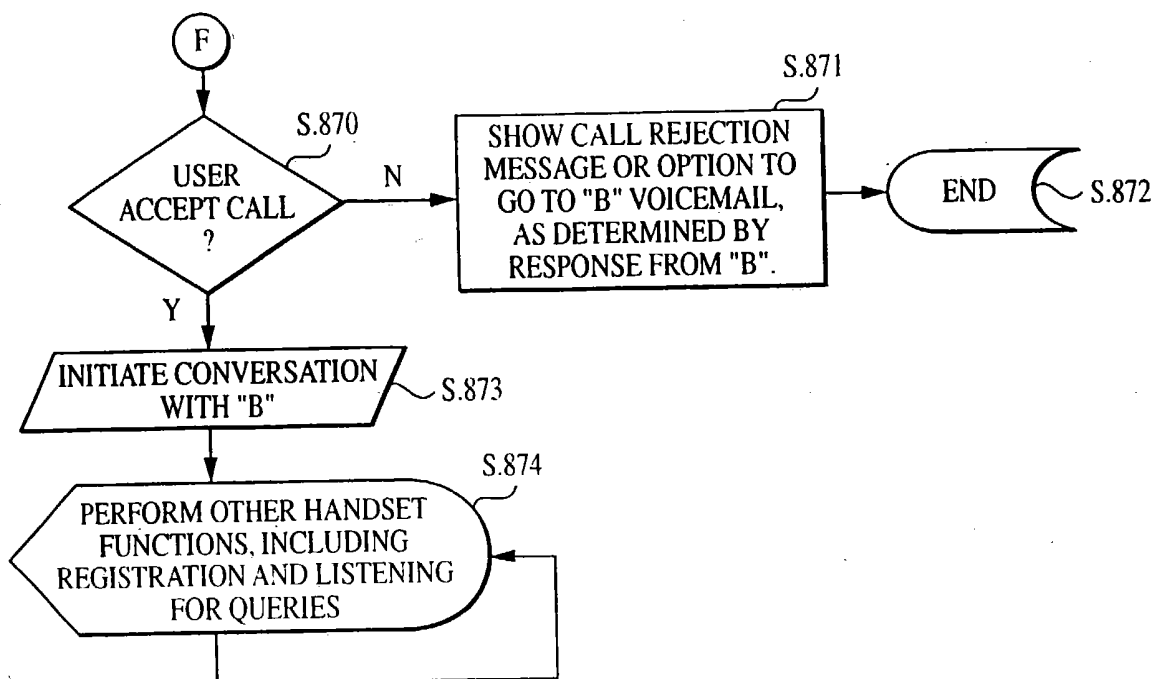 F
S.870
USER
ACCEPT CALL
?
N
Y
S.871
SHOW CALL REJECTION
MESSAGE OR OPTION TO
GO TO "B" VOICEMAIL,
AS DETERMINED BY
RESPONSE FROM "B".
END
S.872
INITIATE CONVERSATION
WITH "B"
S.873
S.874
PERFORM OTHER HANDSET
FUNCTIONS, INCLUDING
REGISTRATION AND LISTENING
FOR QUERIES